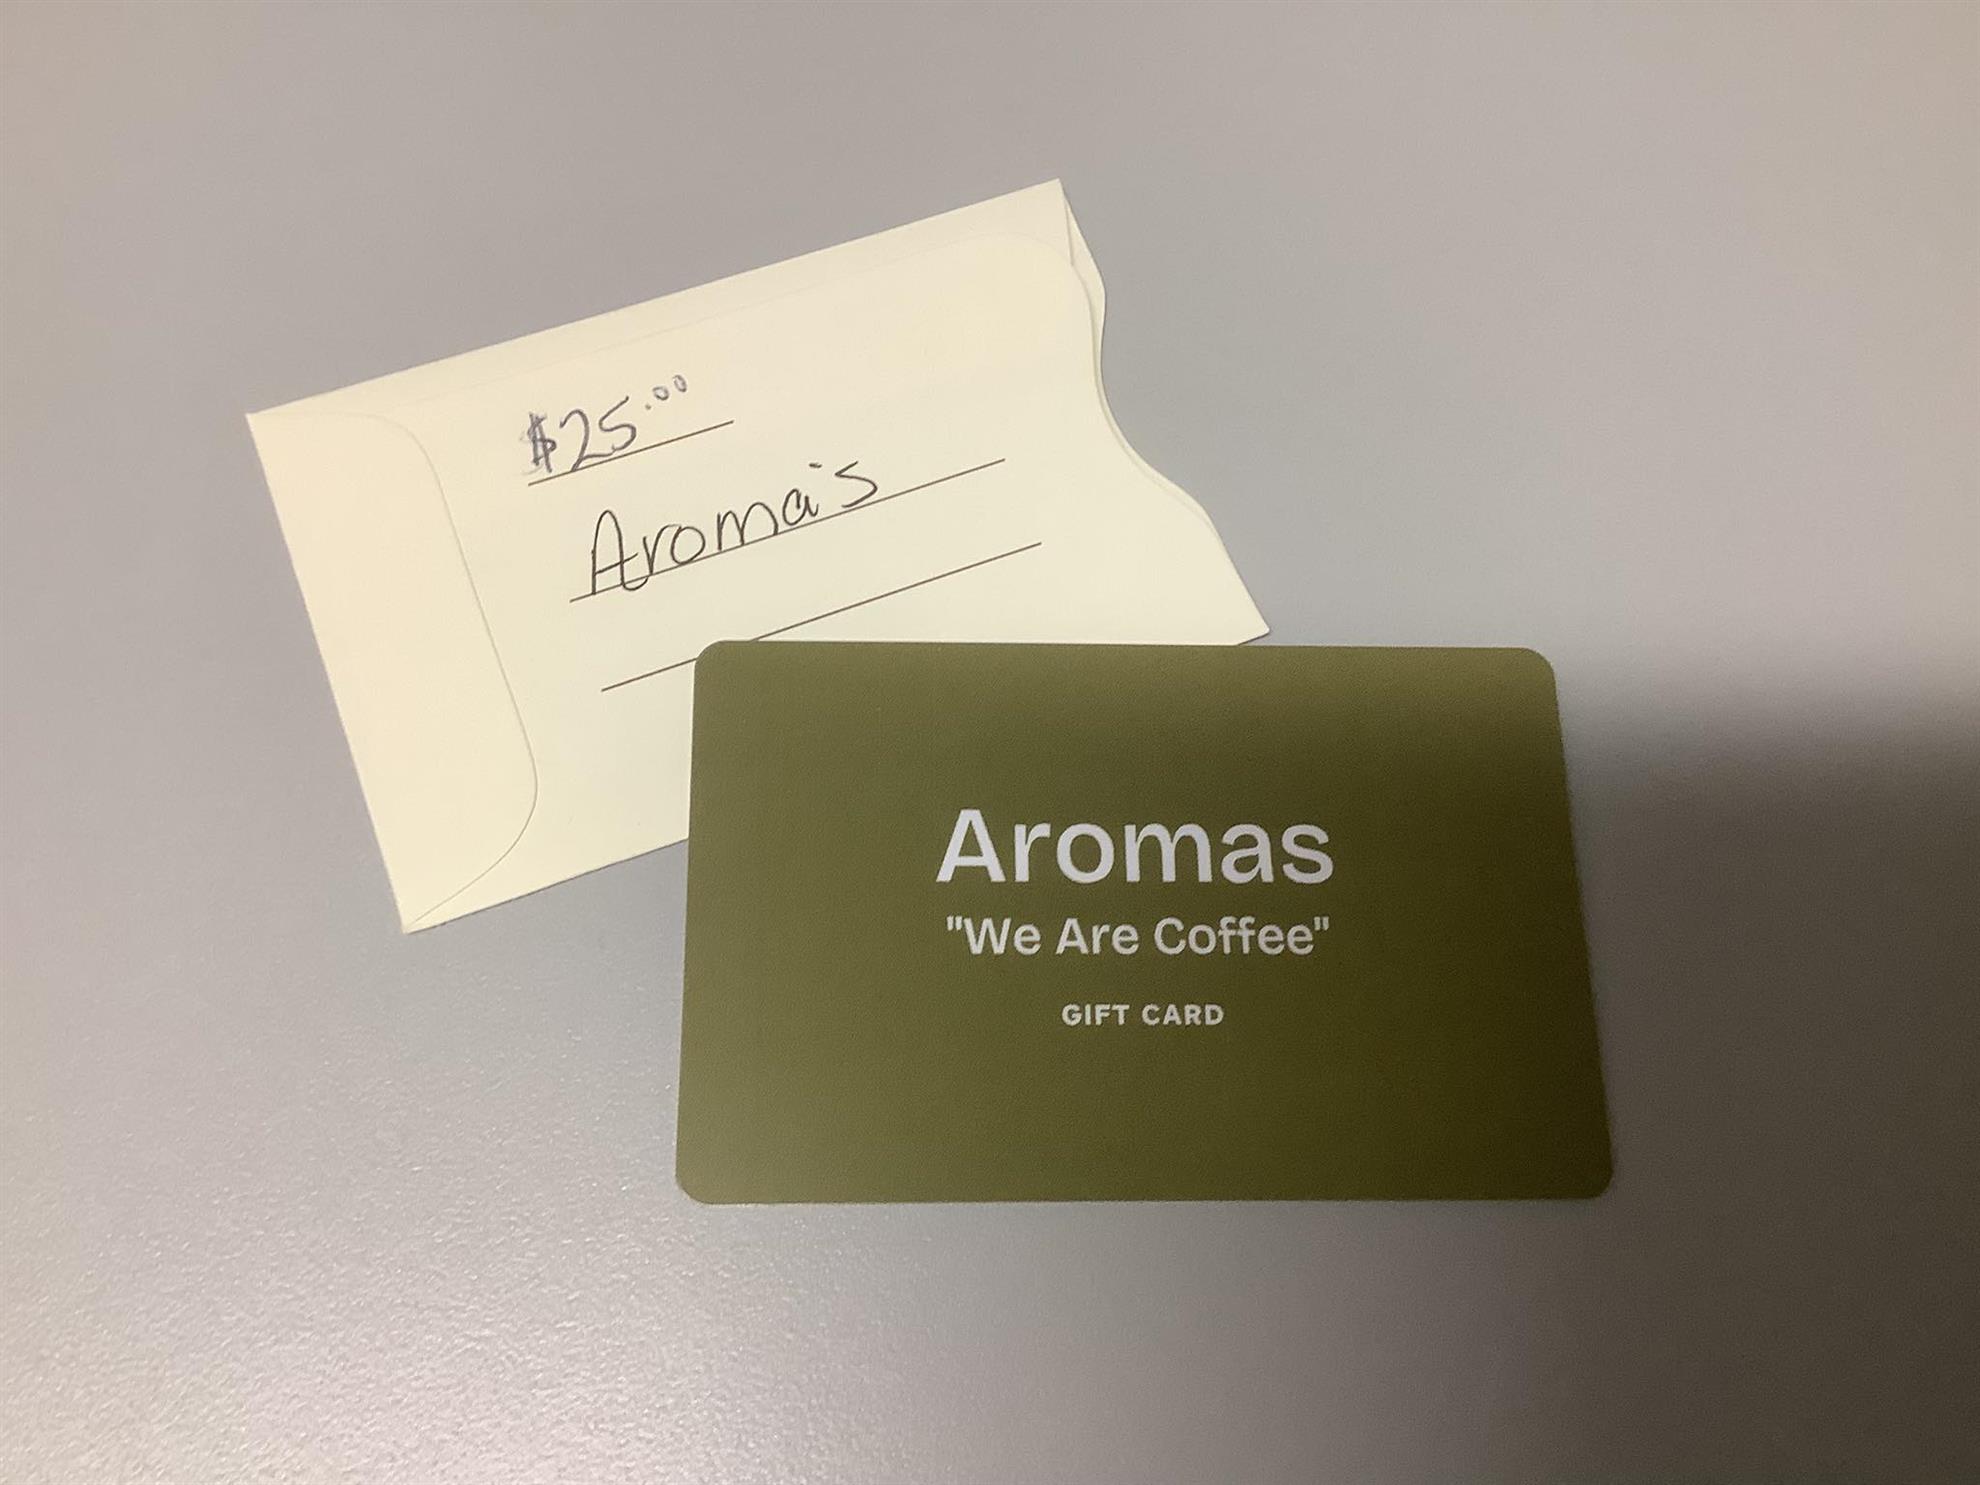 $25.00
Aroma's
Aromas
"We Are Coffee"
GIFT CARD